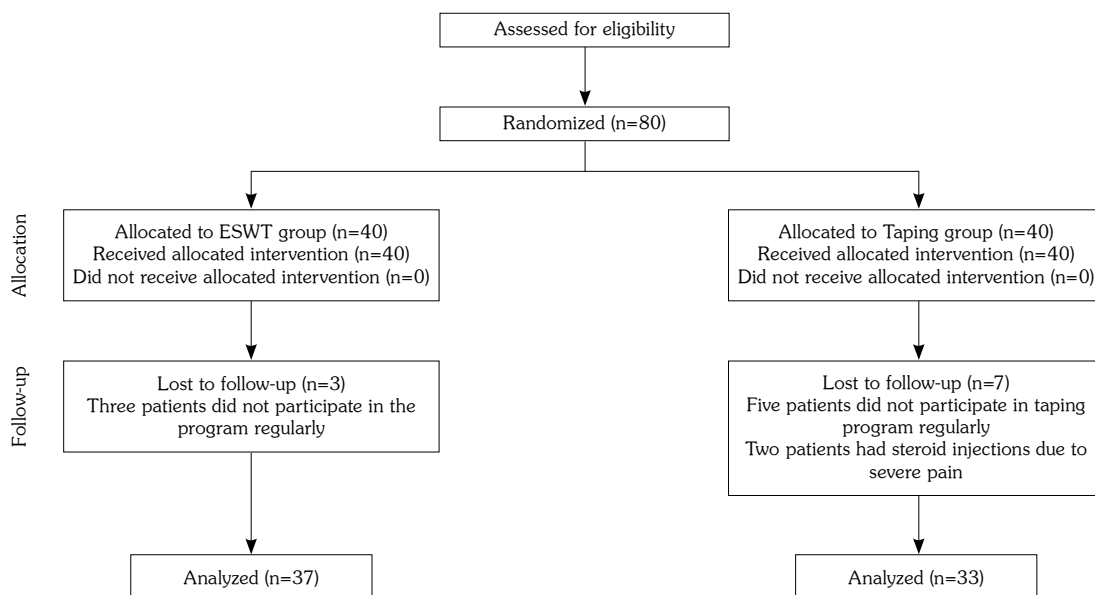 Assessed for eligibility
Randomized (n=80)
Allocation
Allocated to ESWT group (n=40)
Received allocated intervention (n=40)
Did not receive allocated intervention (n=0)
Allocated to Taping group (n=40)
Received allocated intervention (n=40)
Did not receive allocated intervention (n=0)
Follow-up
Lost to follow-up (n=3)
Three patients did not participate in the
program regularly
Lost to follow-up (n=7)
Five patients did not participate in taping
program regularly
Two patients had steroid injections due to
severe pain
Analyzed (n=37)
Analyzed (n=33)